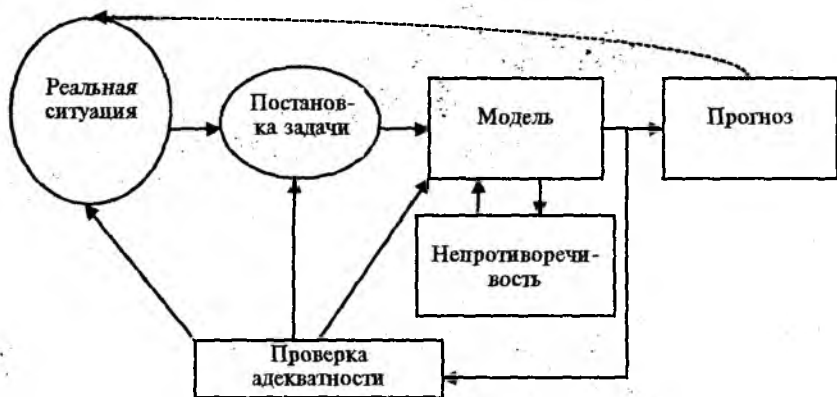 Реальная
ситуация
Постанов-
ка задачи
Модель
Прогноз
Непротиворечи-
вость
Проверка
адекватности